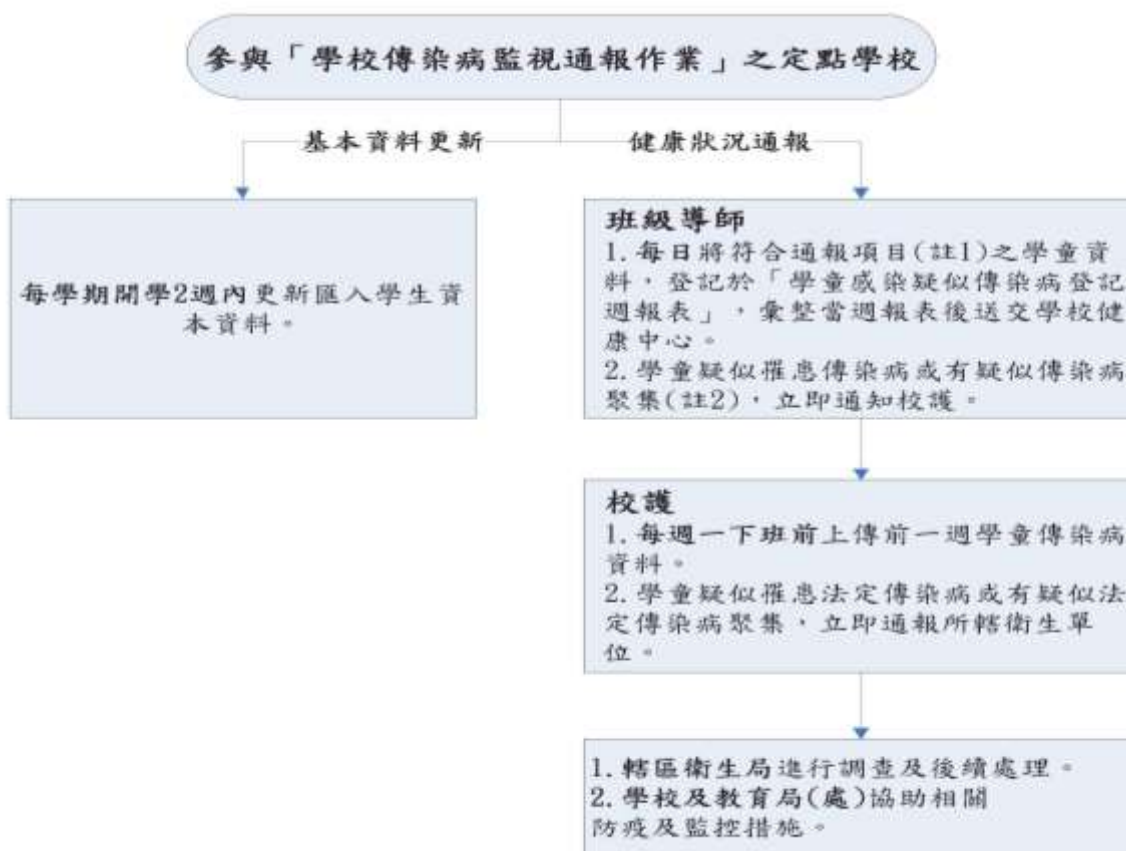 參與「學校傳染病監視通報作業」之定點學校
基本資料更新
健康狀況通報
每學期開學2週內更新匯入學生資
本資料。
班級導師
1. 每日將符合通報項目(註1)之學童資
料，登記於「學童感染疑似傳染病登記
週報表」，彙整當週報表後送交學校健
康中心。
2. 學童疑似罹患傳染病或有疑似傳染病
聚集(註2)，立即通知校護。
校護
1. 每週一下班前上傳前一週學童傳染病
資料。
2. 學童疑似罹患法定傳染病或有疑似法
定傳染病聚集、立即通報所轄衛生單
位。
1. 轄區衛生局進行調查及後續處理。
2. 學校及教育局(處)協助相關
防疫及監控措施。